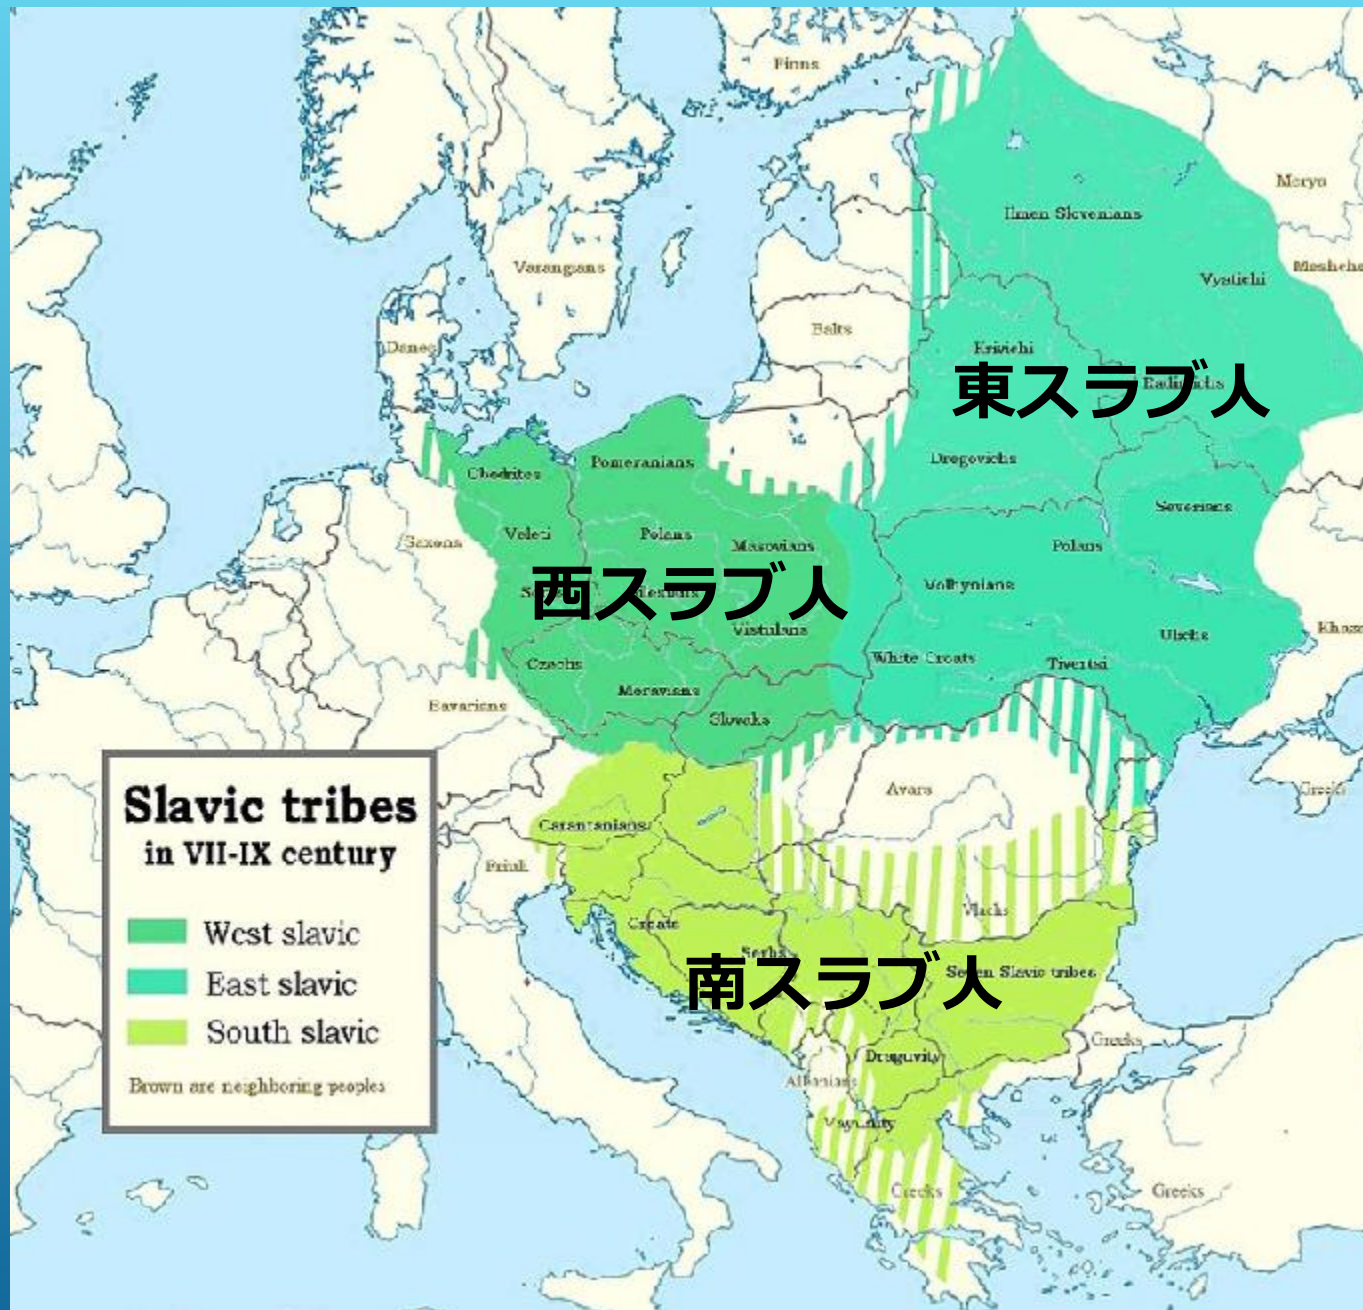 Finns
Merya
Ilmen Slovenians
Varangians
Vyatichi
Balts
Danes
Krivichi
東スラブ人
Chodrites
Pomeranians
Dregovichs
Severians
Saxons
Veleti
Polans
Masovians
Polans
西スラブ人
Volhynians
Vistulans
Ulichs
Czechs
White Croats
Tivertsi
Moravians
Bavarians
Slovaks
Avars
Greeks
Slavic tribes
in VII-IX century
Carantanians
Friuli
Vlachs
Croats
Serbs
West slavic
East slavic
South slavic
Brown are neighboring peoples
南スラブ人
Seven Slavic tribes
Greeks
Druguvity
Albanians
Greeks
Greeks